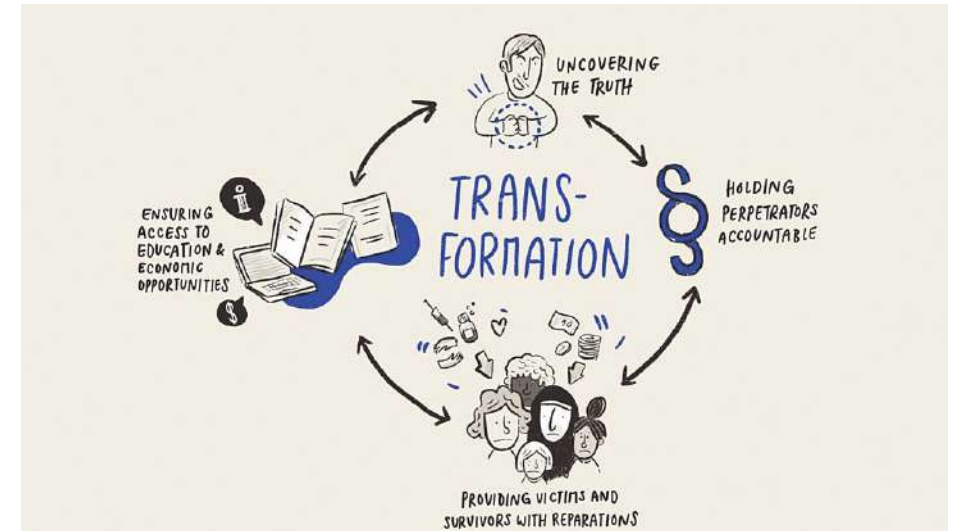 UNCOVERING
THE TRUTH
TRANS-
FORMATION
HOLDING
PERPETRATORS
ACCOUNTABLE
§
ENSURING
ACCESS TO
EDUCATION &
ECONOMIC
OPPORTUNITIES
i
$
10
PROVIDING VICTIMS AND
SURVIVORS WITH REPARATIONS